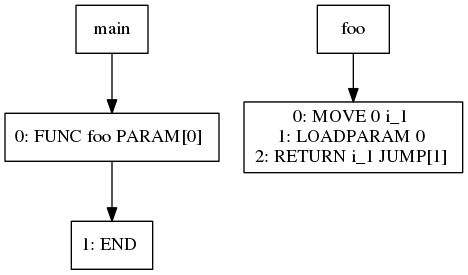 main
0: FUNC foo PARAM[0]
1: END
foo
0: MOVE 0 i_1
1: LOADPARAM 0
2: RETURN i_1 JUMP[1]